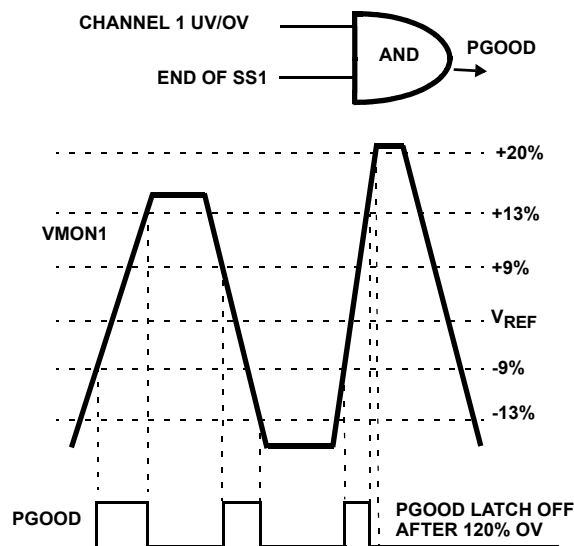 CHANNEL 1 UV/OV
AND
PGOOD
END OF SS1
+20%
+13%
VMON1
+9%
VREF
-9%
-13%
PGOOD
PGOOD LATCH OFF
AFTER 120% OV